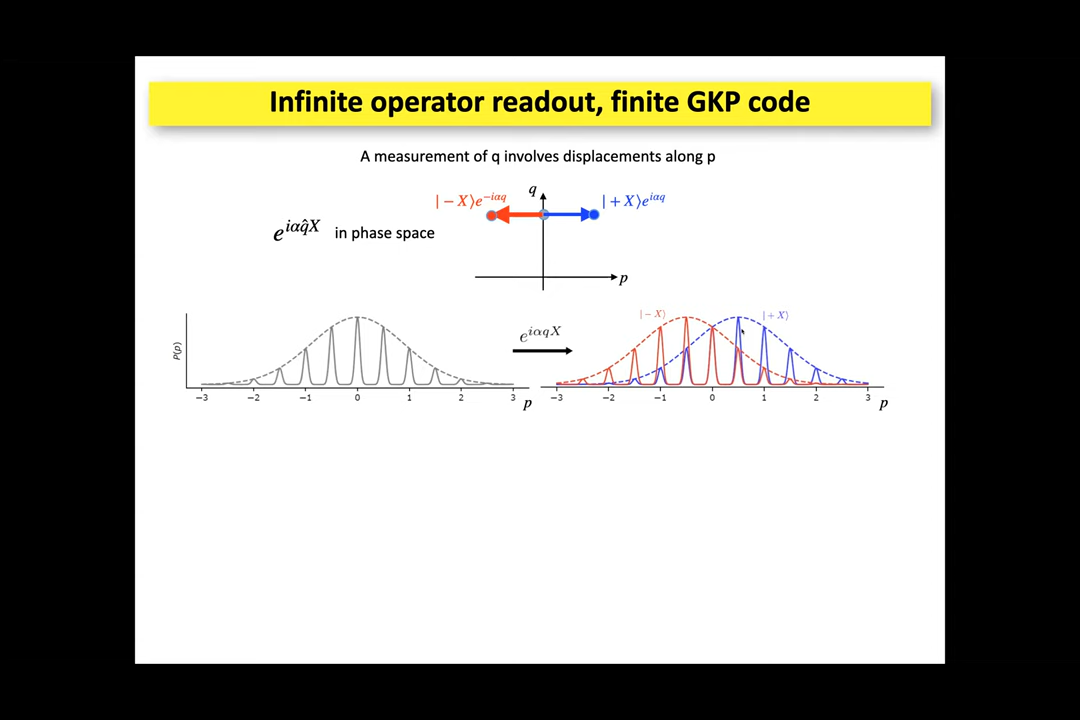 Infinite operator readout, finite GKP code
A measurement of q involves displacements along p
|−X⟩e^{−iαq} q |+X⟩e^{iαq}
e^{iαq̂X} in phase space
p
|−X⟩ |+X⟩
P(p) e^{iαqX}
−3 −2 −1 0 1 2 3 p −3 −2 −1 0 1 2 3 p